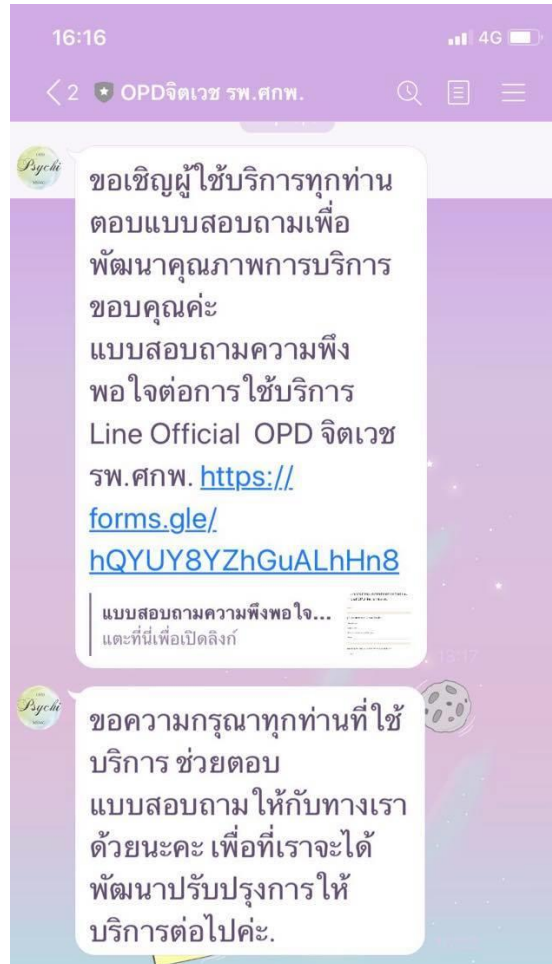 16:16
4G
2 OPDจิตเวช รพ.ศกพ.
Psychi
ขอเชิญผู้ใช้บริการทุกท่าน
ตอบแบบสอบถามเพื่อ
พัฒนาคุณภาพการบริการ
ขอบคุณค่ะ
แบบสอบถามความพึง
พอใจต่อการใช้บริการ
Line Official OPD จิตเวช
รพ.ศกพ. https://
forms.gle/
hQYUY8YZhGuALhHn8
แบบสอบถามความพึงพอใจ...
แตะที่นี่เพื่อเปิดลิงก์
13:17
Psychi
ขอความกรุณาทุกท่านที่ใช้
บริการ ช่วยตอบ
แบบสอบถามให้กับทางเรา
ด้วยนะคะ เพื่อที่เราจะได้
พัฒนาปรับปรุงการให้
บริการต่อไปค่ะ.